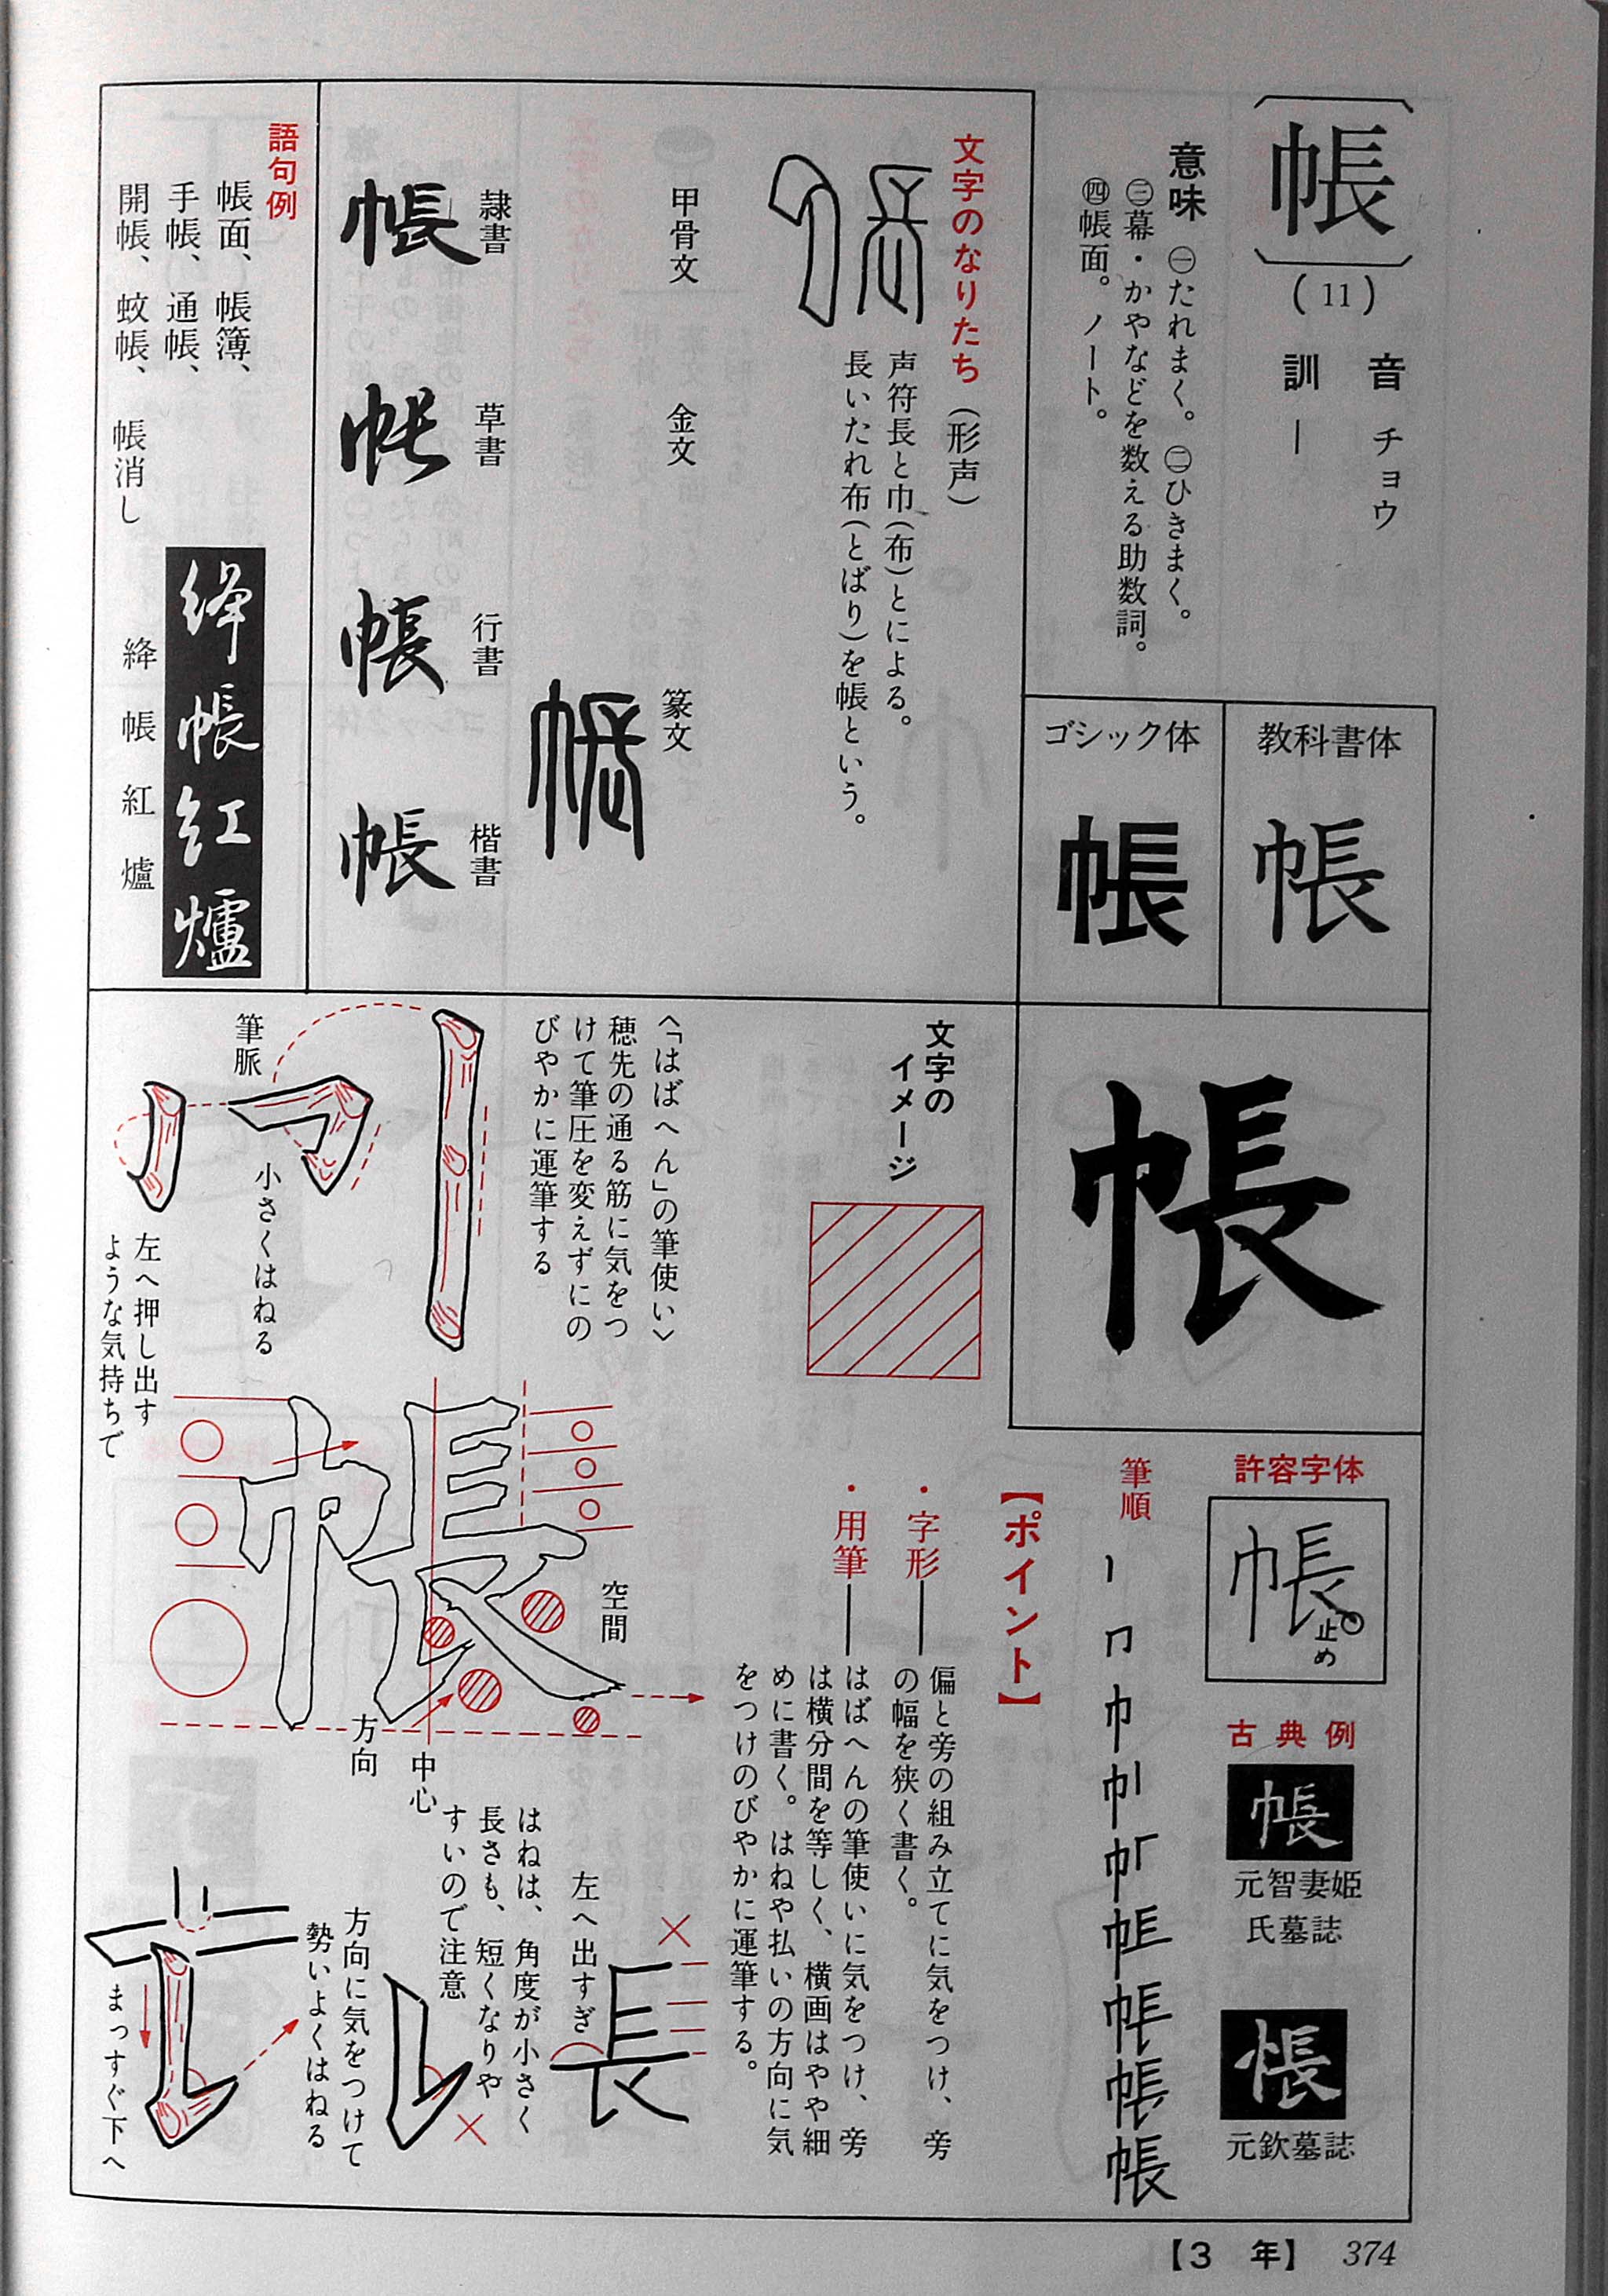 帳
(11)
音 チョウ
訓 ―
意味 ㊀たれまく。㊁ひきまく。
㊂幕・かやなどを数える助数詞。
㊃帳面。ノート。
教科書体
帳
ゴシック体
帳
文字のなりたち(形声)
声符長と巾(布)とによる。
長いたれ布(とばり)を帳という。
甲骨文
金文
篆文
帳
隷書
帳
草書
帳
行書
帳
楷書
帳
語句例
帳面、帳簿、
手帳、通帳、
開帳、蚊帳、帳消し
絳帳紅爐
絳帳紅爐
帳
許容字体
帳
止め
古典例
帳
元智妻姫
氏墓誌
帳
元欽墓誌
筆順
【ポイント】
・字形――偏と旁の組み立てに気をつけ、旁
の幅を狭く書く。
・用筆――はばへんの筆使いに気をつけ、旁
は横分間を等しく、横画はやや細
めに書く。はねや払いの方向に気
をつけのびやかに運筆する。
文字の
イメージ
〈「はばへん」の筆使い〉
穂先の通る筋に気をつ
けて筆圧を変えずにの
びやかに運筆する
筆脈
小さくはねる
左へ押し出す
ような気持ちで
帳
空間
中心
方向
左へ出すぎ
長
はねは、角度が小さく
長さも、短くなりや
すいので注意
方向に気をつけて
勢いよくはねる
まっすぐ下へ
【3 年】 374